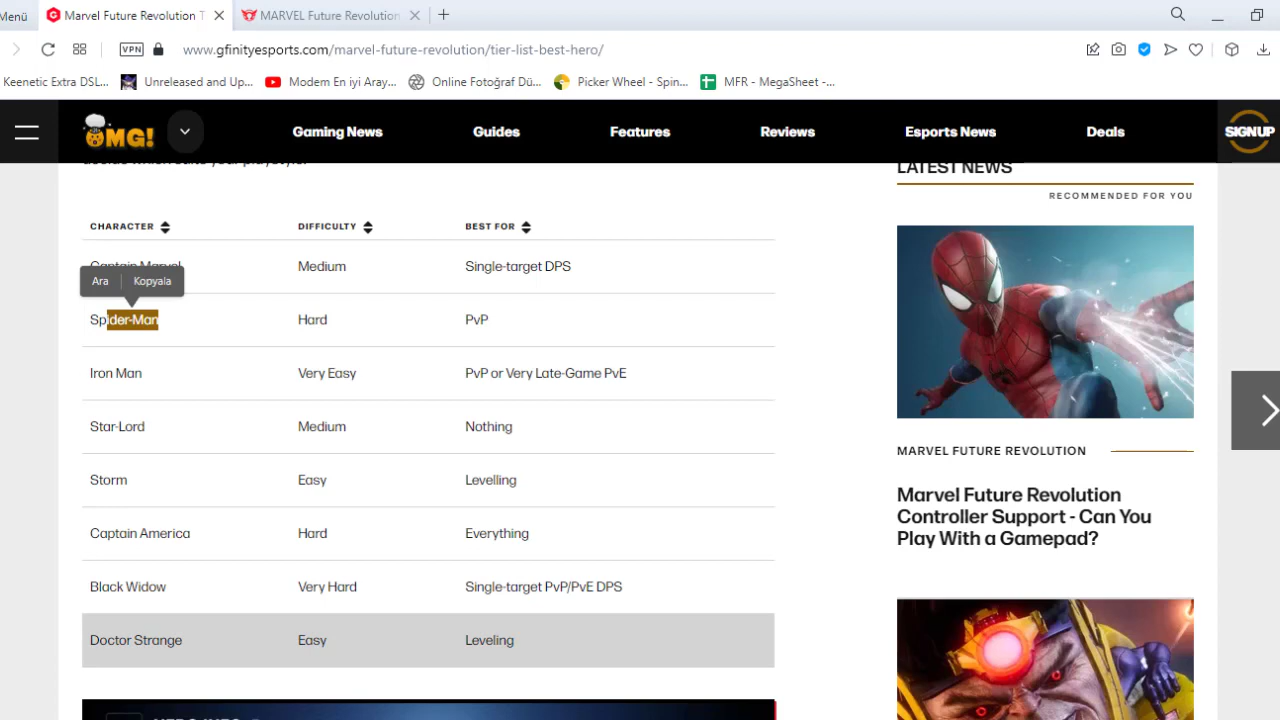 Menü
Marvel Future Revolution T
MARVEL Future Revolution
VPN
www.gfinityesports.com/marvel-future-revolution/tier-list-best-hero/
Keenetic Extra DSL...
Unreleased and Up...
Modem En iyi Aray...
Online Fotoğraf Dü...
Picker Wheel - Spin...
MFR - MegaSheet -...
OMG!
Gaming News
Guides
Features
Reviews
Esports News
Deals
SIGNUP
LATEST NEWS
RECOMMENDED FOR YOU
CHARACTER DIFFICULTY BEST FOR
Captain Marvel Medium Single-target DPS
Ara Kopyala
Spider-Man Hard PvP
Iron Man Very Easy PvP or Very Late-Game PvE
Star-Lord Medium Nothing
Storm Easy Levelling
Captain America Hard Everything
Black Widow Very Hard Single-target PvP/PvE DPS
Doctor Strange Easy Leveling
MARVEL FUTURE REVOLUTION
Marvel Future Revolution
Controller Support - Can You
Play With a Gamepad?